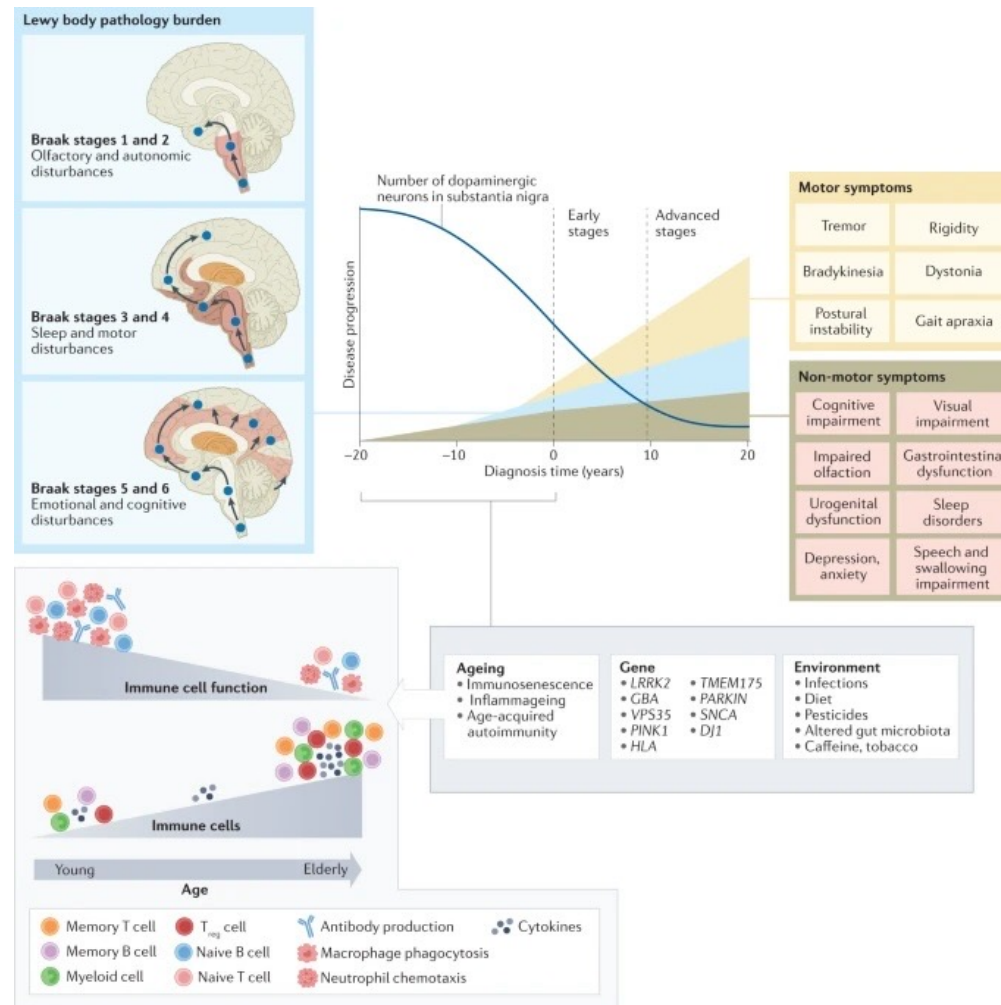 Lewy body pathology burden
Braak stages 1 and 2
Olfactory and autonomic
disturbances
Braak stages 3 and 4
Sleep and motor
disturbances
Braak stages 5 and 6
Emotional and cognitive
disturbances
Number of dopaminergic
neurons in substantia nigra
Early
stages
Advanced
stages
Disease progression
−20
−10
0
10
20
Diagnosis time (years)
Motor symptoms
Tremor
Rigidity
Bradykinesia
Dystonia
Postural
instability
Gait apraxia
Non-motor symptoms
Cognitive
impairment
Visual
impairment
Impaired
olfaction
Gastrointestina
dysfunction
Urogenital
dysfunction
Sleep
disorders
Depression,
anxiety
Speech and
swallowing
impairment
Ageing
• Immunosenescence
• Inflammageing
• Age-acquired
autoimmunity
Gene
• LRRK2
• GBA
• VPS35
• PINK1
• HLA
• TMEM175
• PARKIN
• SNCA
• DJ1
Environment
• Infections
• Diet
• Pesticides
• Altered gut microbiota
• Caffeine, tobacco
Immune cell function
Immune cells
Young
Elderly
Age
Memory T cell
Memory B cell
Myeloid cell
Treg cell
Naive B cell
Naive T cell
Antibody production
Macrophage phagocytosis
Neutrophil chemotaxis
Cytokines